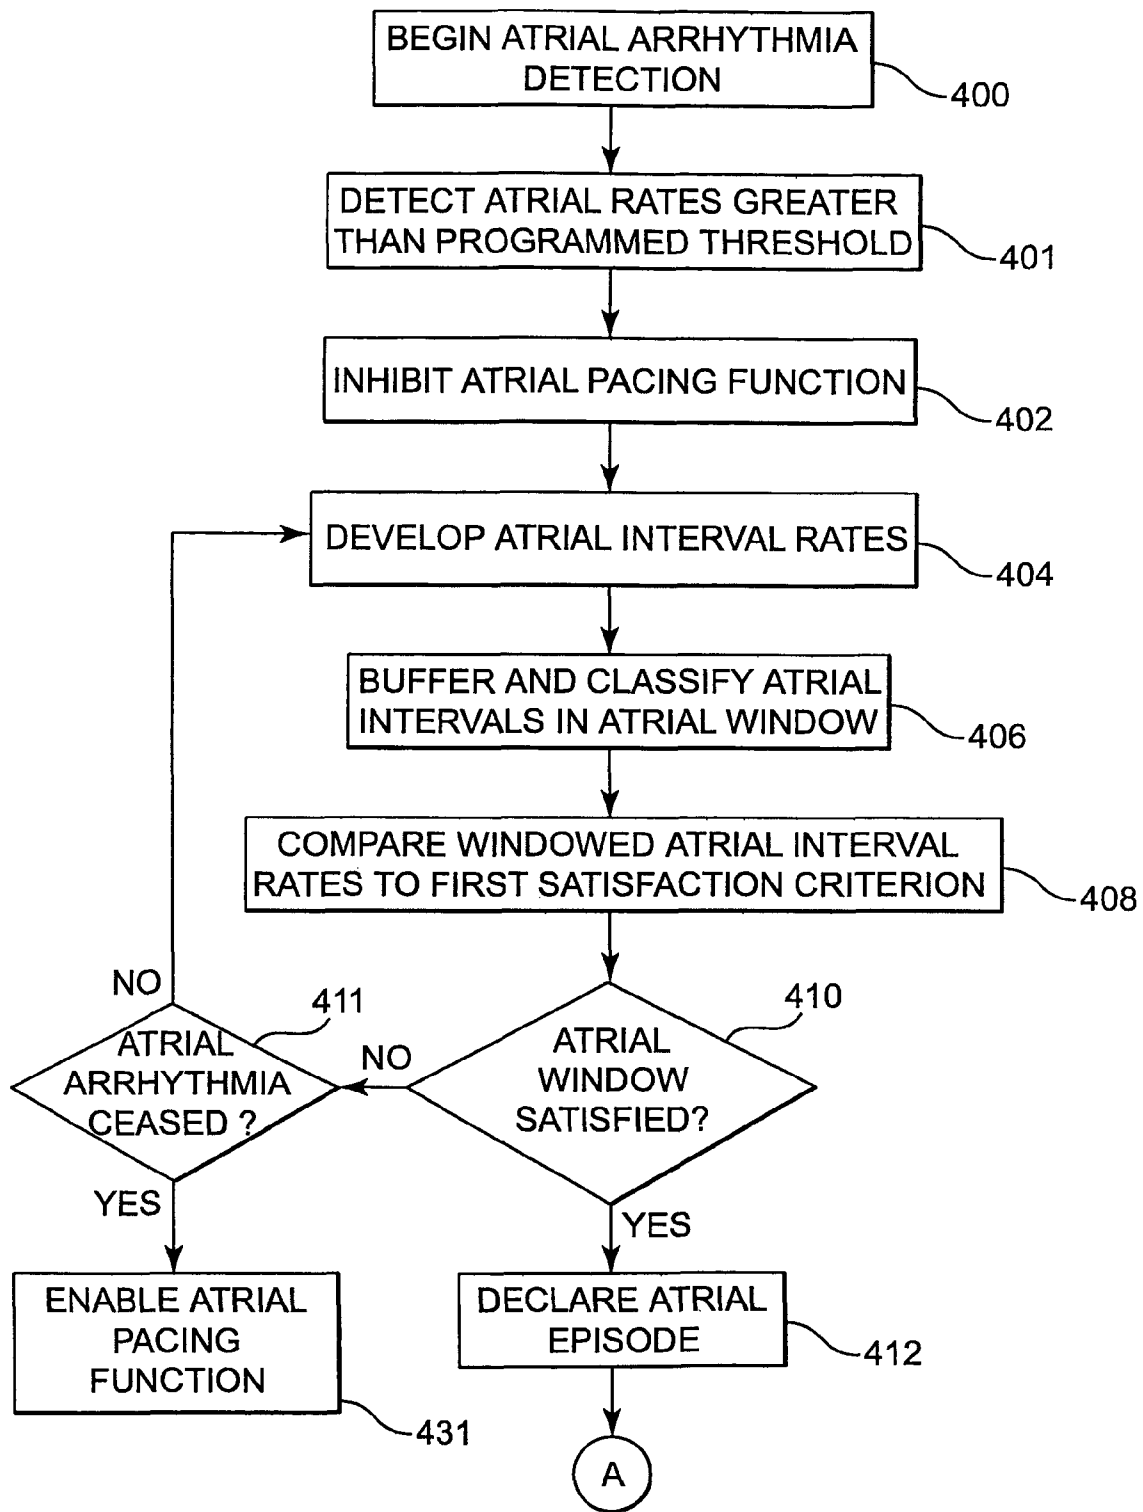 BEGIN ATRIAL ARRHYTHMIA
DETECTION
400
DETECT ATRIAL RATES GREATER
THAN PROGRAMMED THRESHOLD
401
INHIBIT ATRIAL PACING FUNCTION
402
DEVELOP ATRIAL INTERVAL RATES
404
BUFFER AND CLASSIFY ATRIAL
INTERVALS IN ATRIAL WINDOW
406
COMPARE WINDOWED ATRIAL INTERVAL
RATES TO FIRST SATISFACTION CRITERION
408
NO
411
ATRIAL
ARRHYTHMIA
CEASED ?
NO
410
ATRIAL
WINDOW
SATISFIED?
YES
YES
ENABLE ATRIAL
PACING
FUNCTION
431
DECLARE ATRIAL
EPISODE
412
A